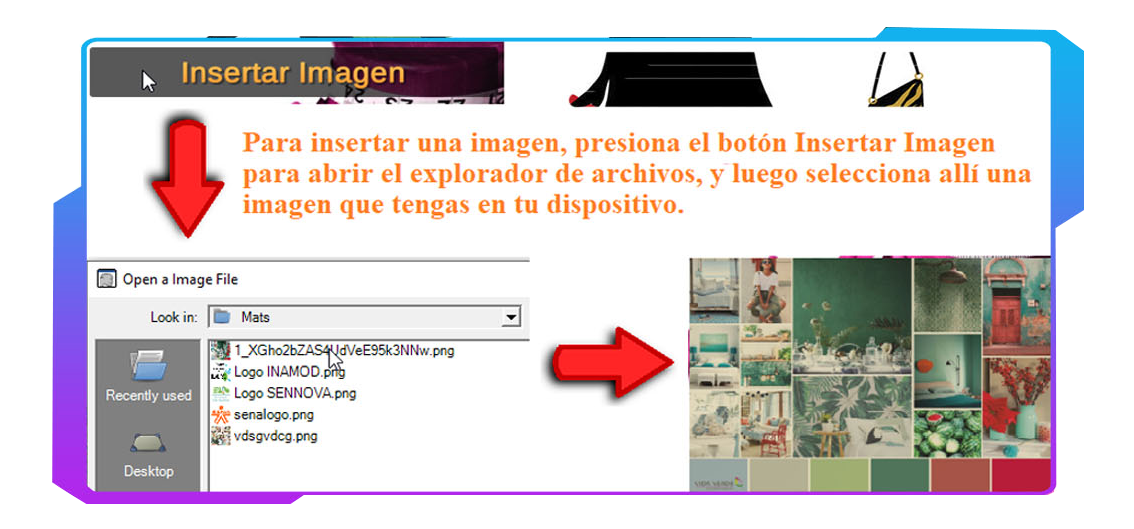 Insertar Imagen
Para insertar una imagen, presiona el botón Insertar Imagen
para abrir el explorador de archivos, y luego selecciona allí una
imagen que tengas en tu dispositivo.
Open a Image File
Look in: Mats
1_XGho2bZAS4UdVeE95k3NNw.png
Logo INAMOD.png
Recently used
Logo SENNOVA.png
senalogo.png
vdsgvdcg.png
Desktop
VIDA VERDE